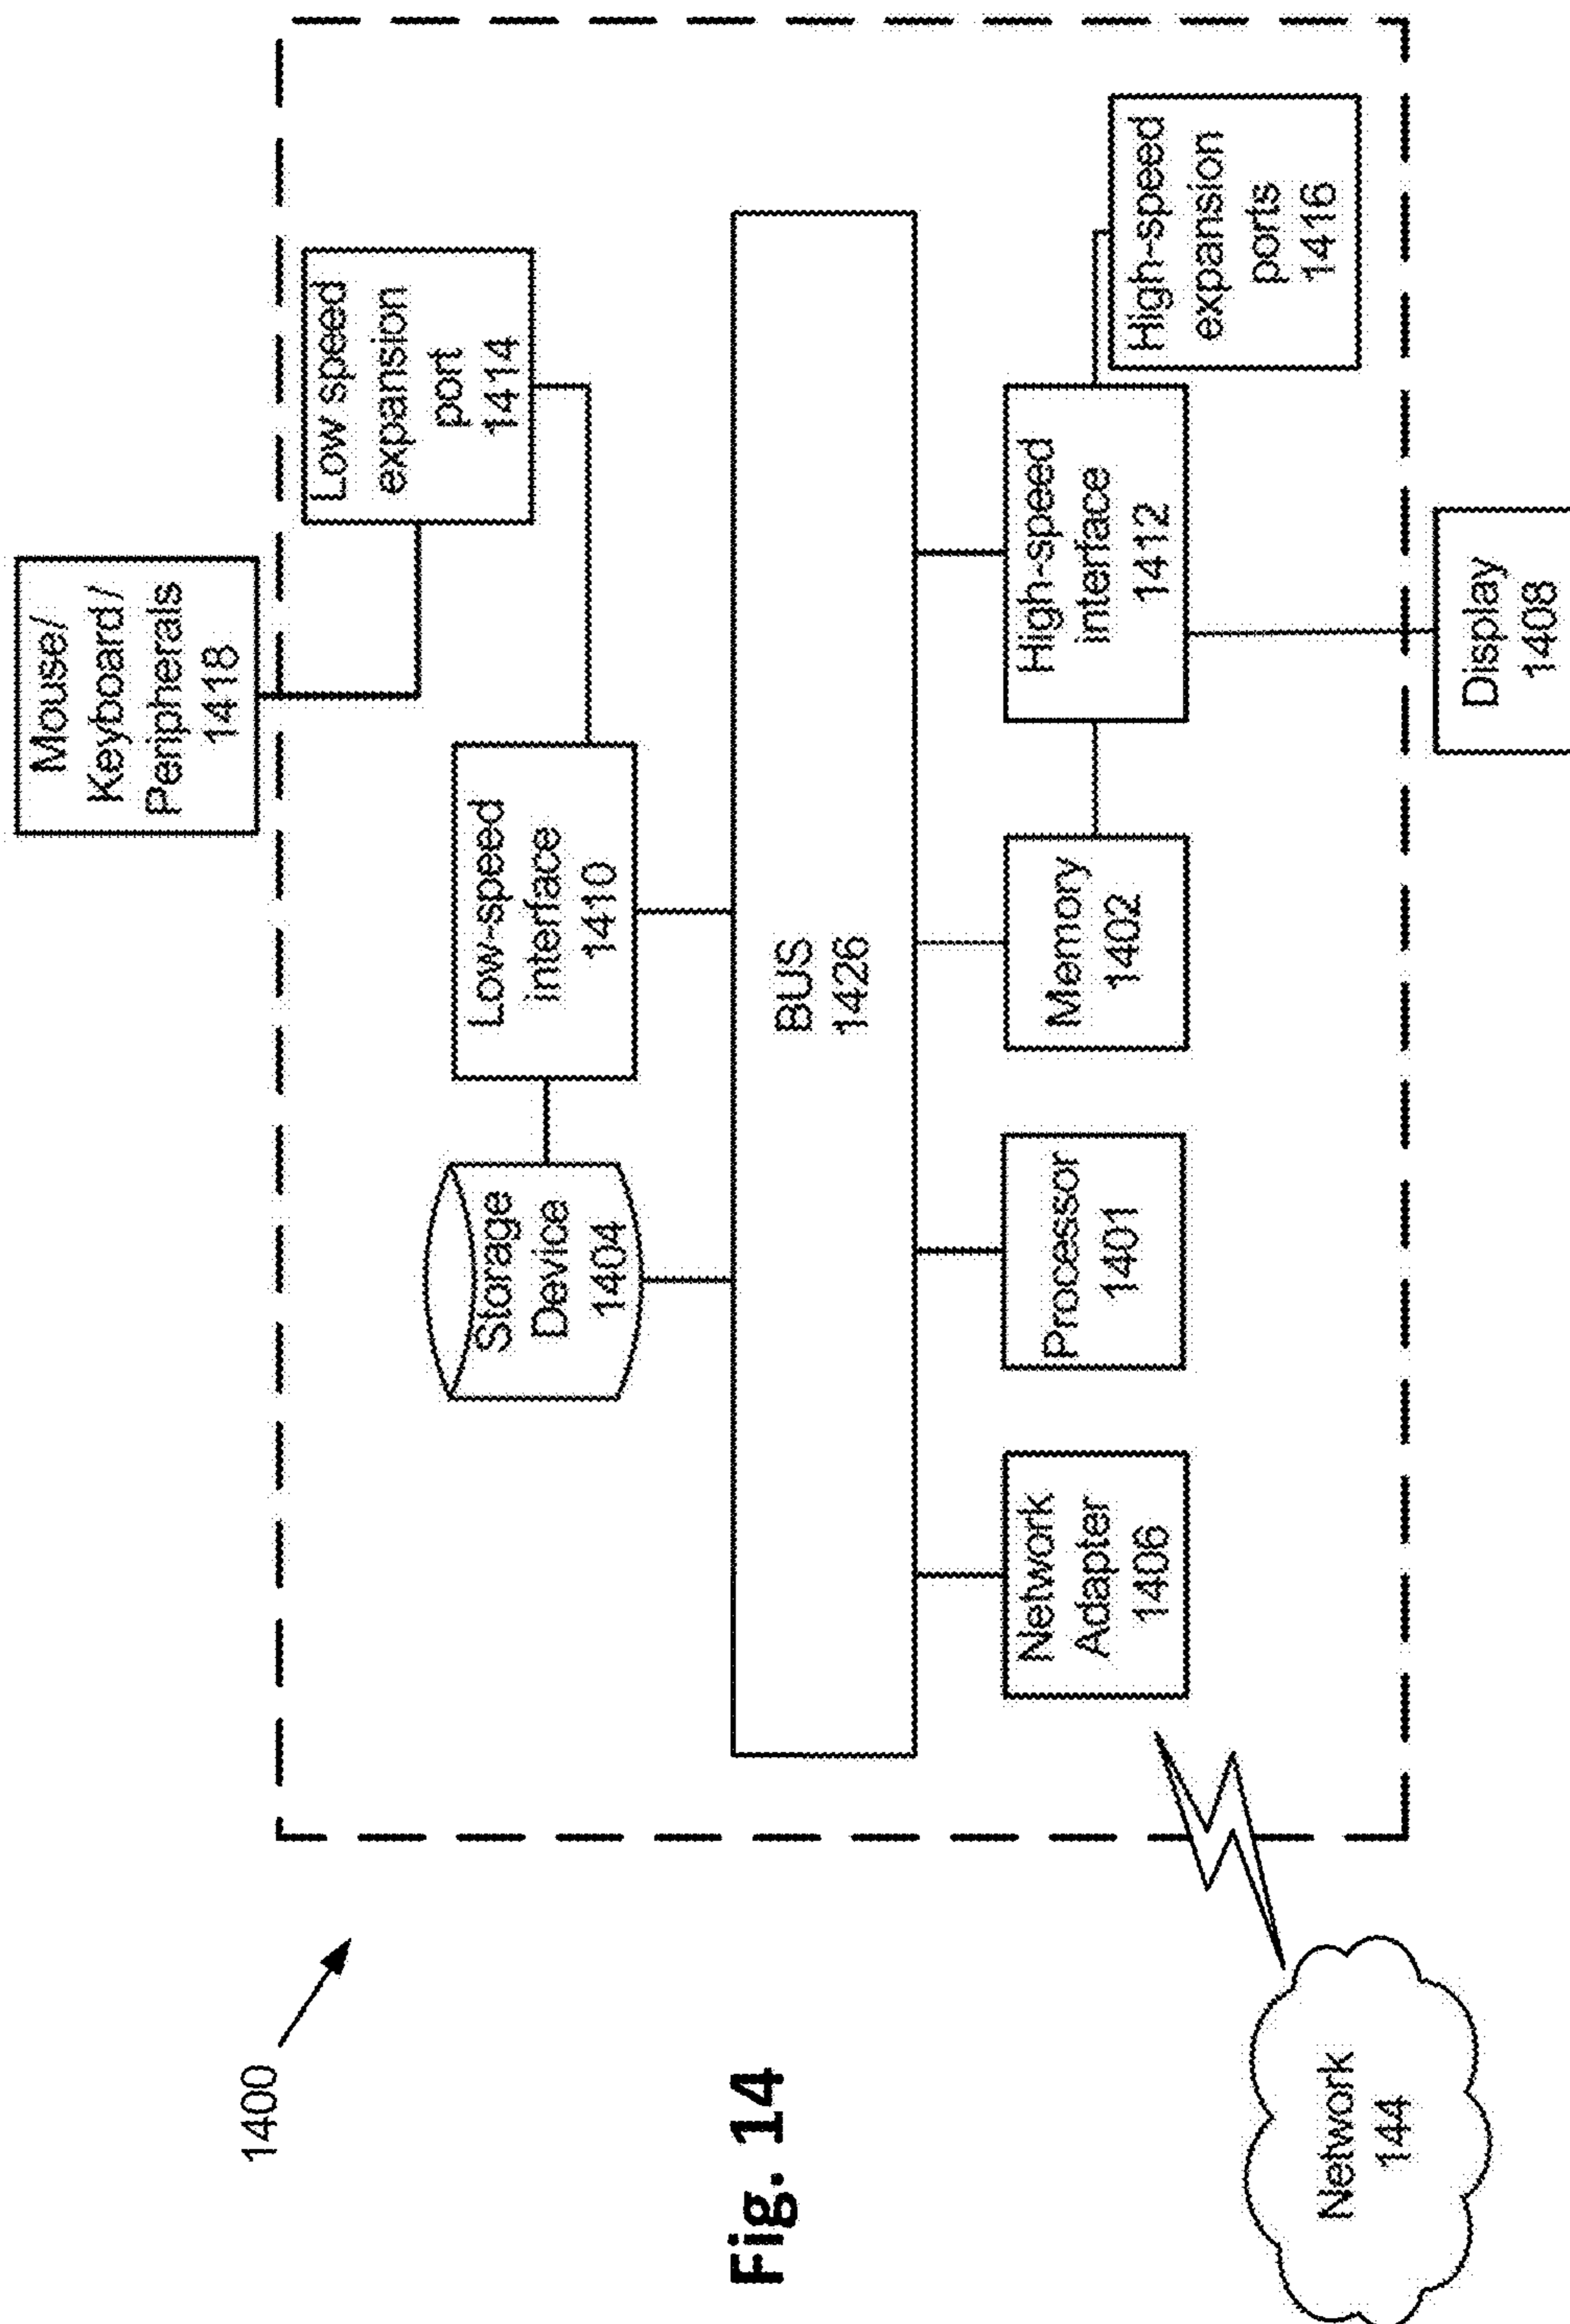 1400
Mouse/
Keyboard /
Peripherals
1418
Low speed
expansion
port
1414
Storage
Device
1404
Low-speed
interface
1410
BUS
1426
Network
Adapter
1406
Processor
1401
Memory
1402
High-speed
interface
1412
High-speed
expansion
ports
1416
Network
144
Display
1408
Fig. 14